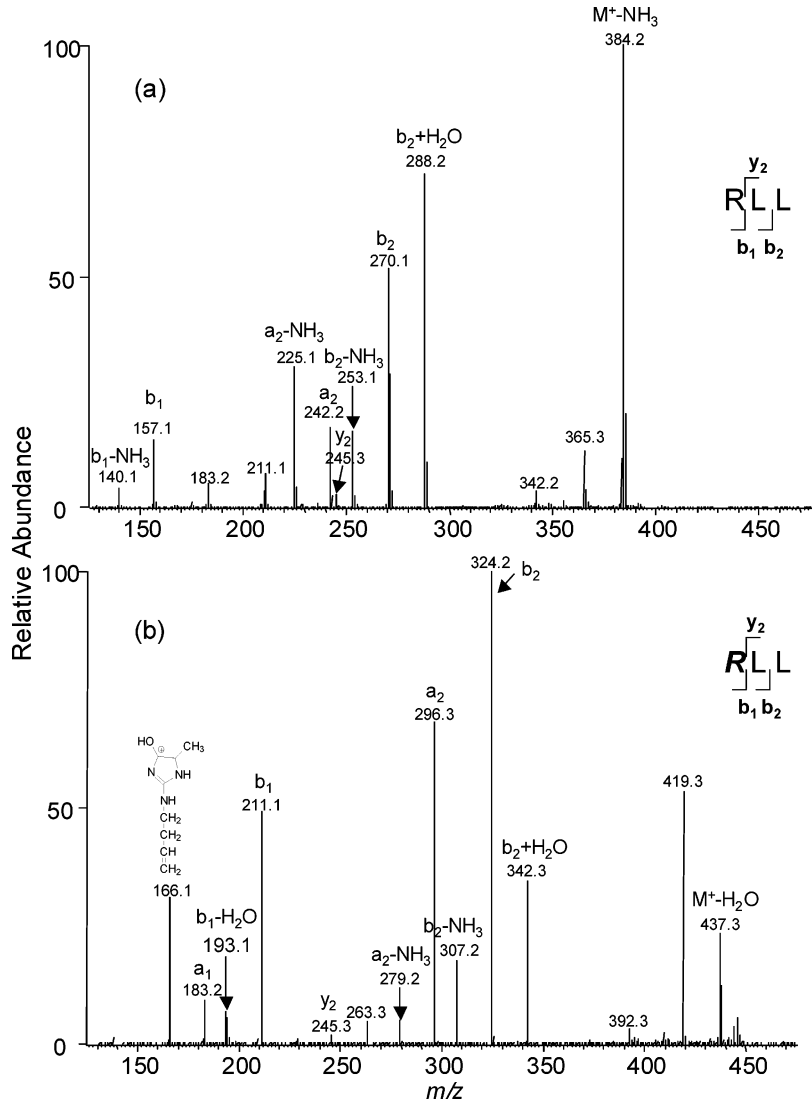 Relative Abundance
(a)
100
50
0
M⁺-NH₃
384.2
b₂+H₂O
288.2
b₂
270.1
a₂-NH₃
225.1
b₂-NH₃
253.1
a₂
242.2
y₂
245.3
b₁
157.1
b₁-NH₃
140.1
183.2
211.1
342.2
365.3
y₂
RLL
b₁ b₂
150 200 250 300 350 400 450
(b)
100
50
0
324.2
b₂
a₂
296.3
b₁
211.1
HO
⊕
CH₃
N
NH
NH
CH₂
CH₂
CH
CH₂
166.1
b₁-H₂O
193.1
a₁
183.2
y₂
245.3
263.3
a₂-NH₃
279.2
b₂-NH₃
307.2
b₂+H₂O
342.3
392.3
419.3
M⁺-H₂O
437.3
y₂
RLL
b₁ b₂
150 200 250 300 350 400 450
m/z